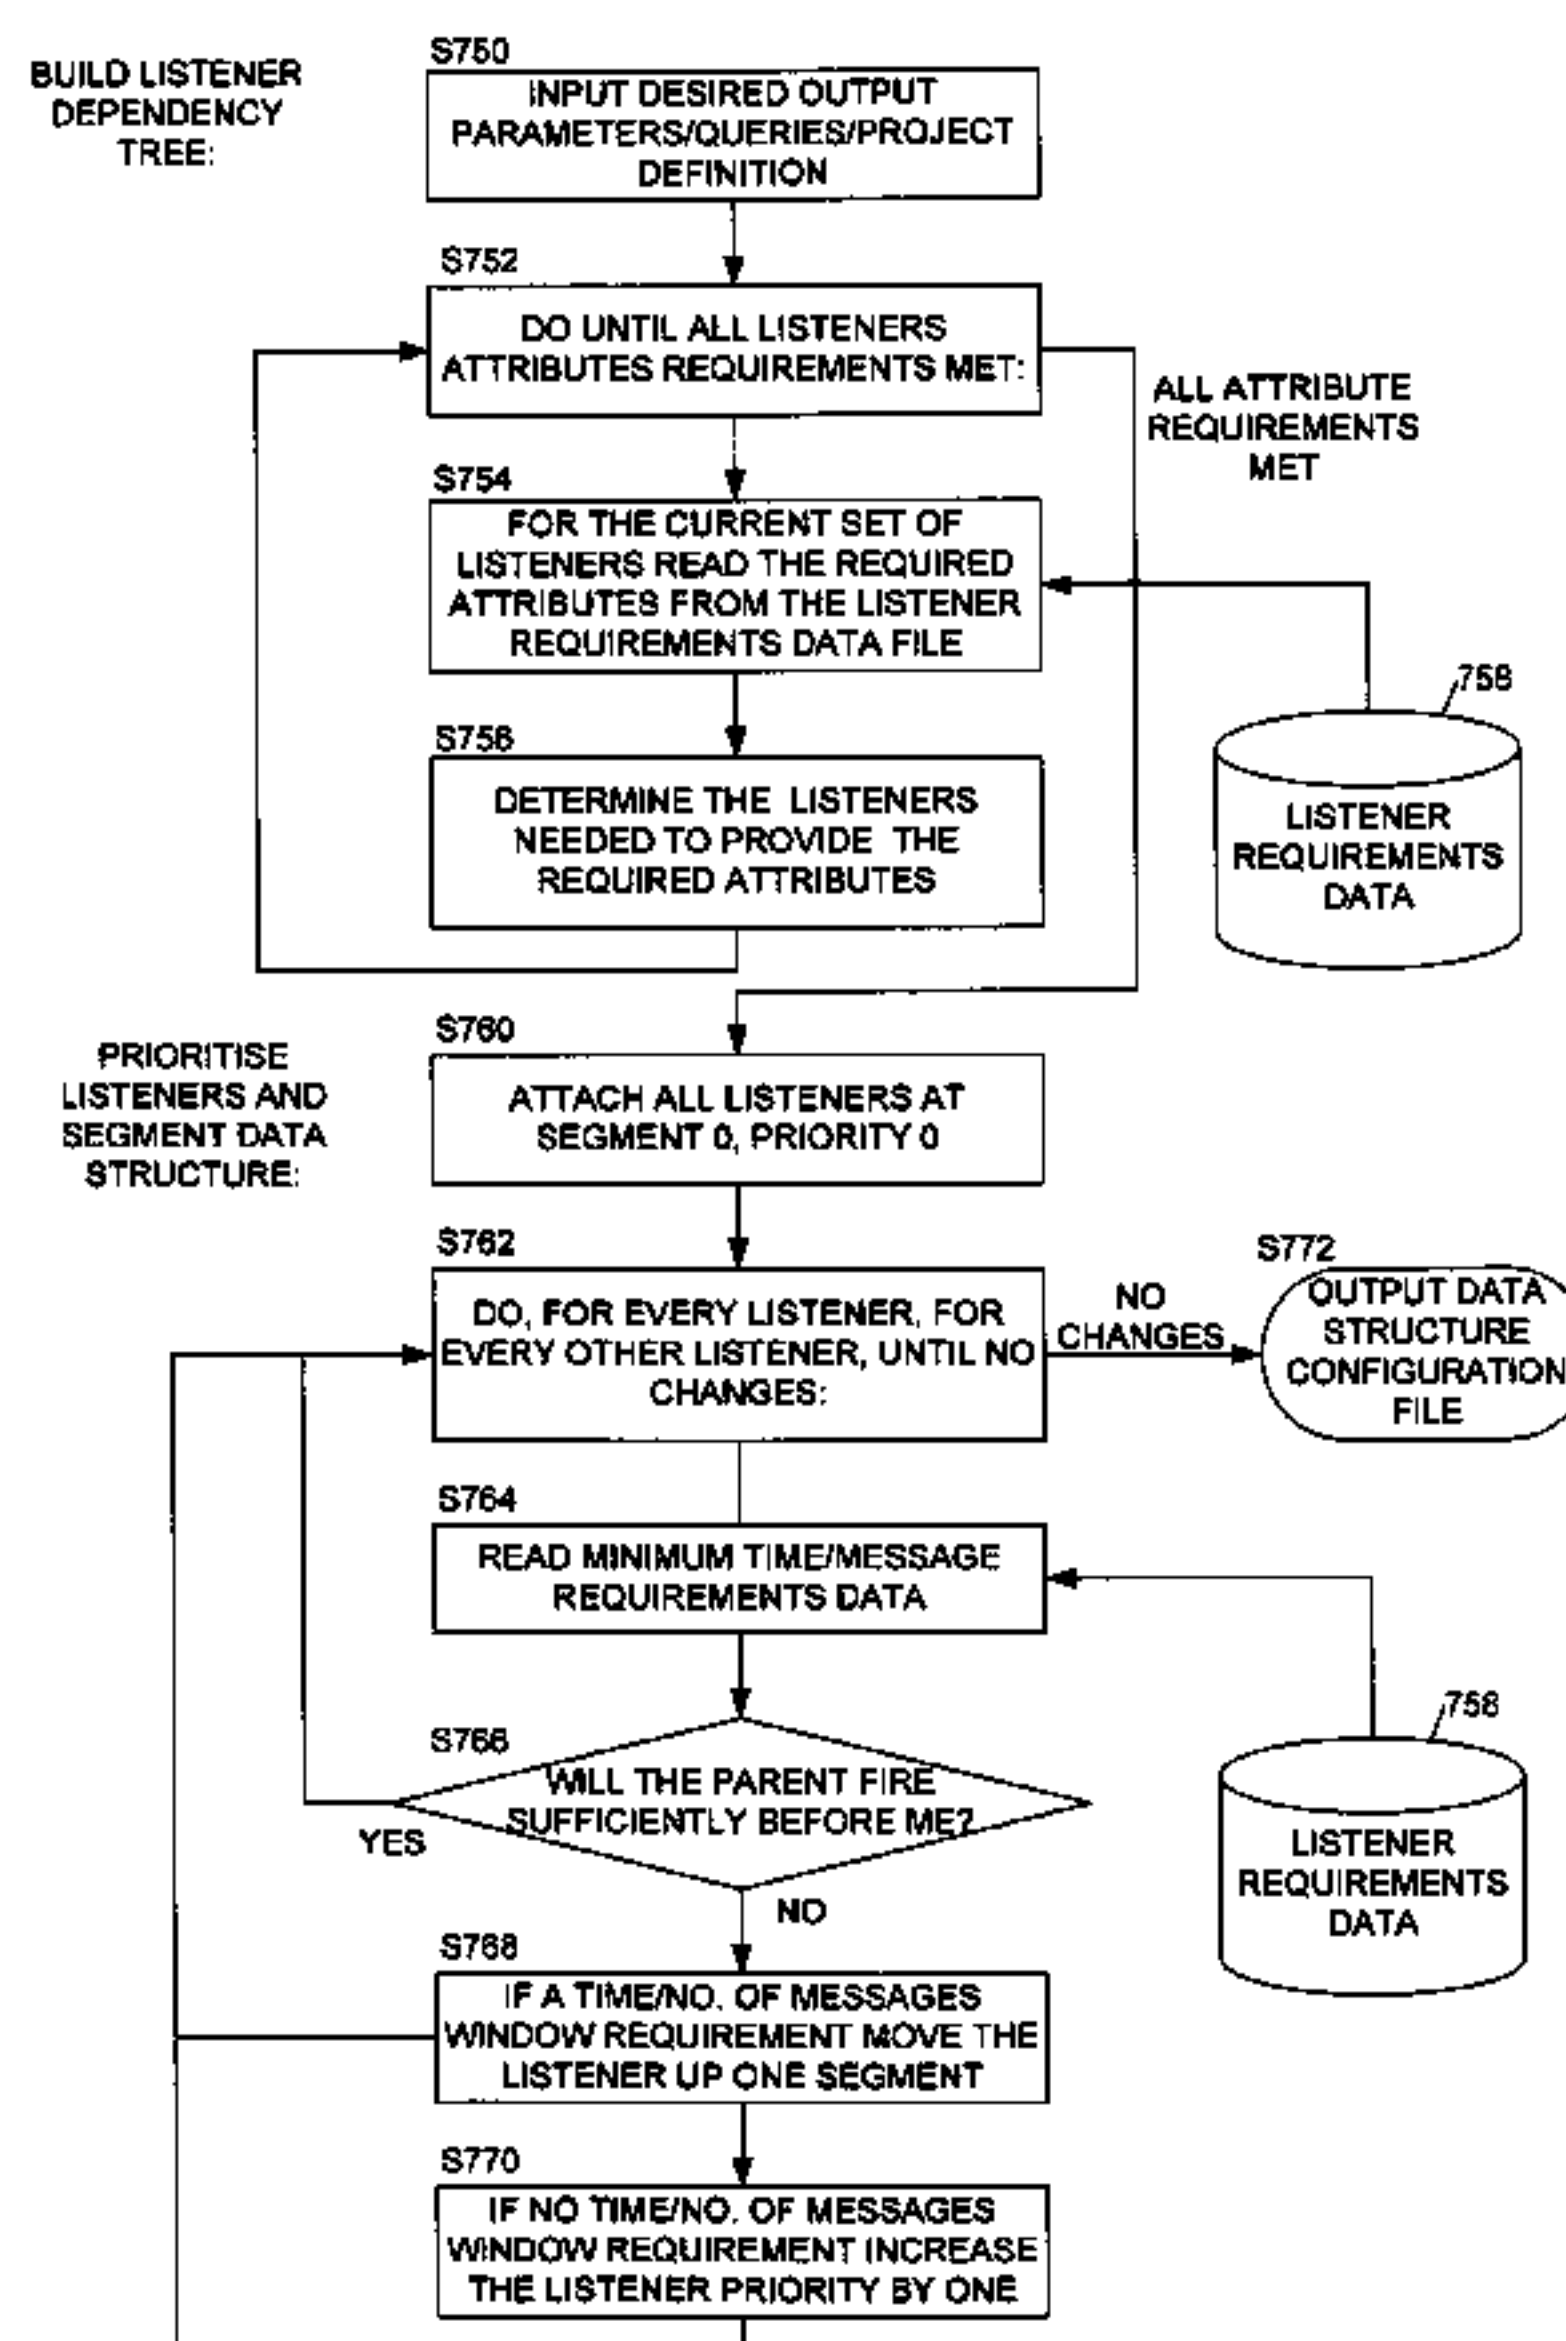 BUILD LISTENER
DEPENDENCY
TREE:
S750
INPUT DESIRED OUTPUT
PARAMETERS/QUERIES/PROJECT
DEFINITION
S752
DO UNTIL ALL LISTENERS
ATTRIBUTES REQUIREMENTS MET:
ALL ATTRIBUTE
REQUIREMENTS
MET
S754
FOR THE CURRENT SET OF
LISTENERS READ THE REQUIRED
ATTRIBUTES FROM THE LISTENER
REQUIREMENTS DATA FILE
758
S756
DETERMINE THE LISTENERS
NEEDED TO PROVIDE THE
REQUIRED ATTRIBUTES
LISTENER
REQUIREMENTS
DATA
PRIORITISE
LISTENERS AND
SEGMENT DATA
STRUCTURE:
S760
ATTACH ALL LISTENERS AT
SEGMENT 0, PRIORITY 0
S762
DO, FOR EVERY LISTENER, FOR
EVERY OTHER LISTENER, UNTIL NO
CHANGES:
NO
CHANGES
S772
OUTPUT DATA
STRUCTURE
CONFIGURATION
FILE
S764
READ MINIMUM TIME/MESSAGE
REQUIREMENTS DATA
758
S766
WILL THE PARENT FIRE
SUFFICIENTLY BEFORE ME?
YES
NO
LISTENER
REQUIREMENTS
DATA
S768
IF A TIME/NO. OF MESSAGES
WINDOW REQUIREMENT MOVE THE
LISTENER UP ONE SEGMENT
S770
IF NO TIME/NO. OF MESSAGES
WINDOW REQUIREMENT INCREASE
THE LISTENER PRIORITY BY ONE